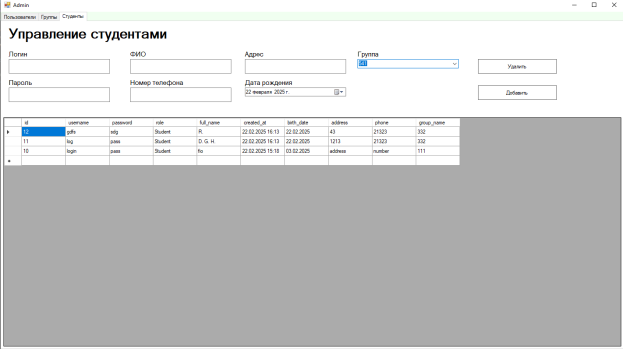 Admin
Пользователи Группы Студенты
Управление студентами
Логин ФИО Адрес Группа
541
Удалить
Пароль Номер телефона Дата рождения
22 февраля 2025 г.
Добавить
id username password role full_name created_at birth_date address phone group_name
12 gdfs sdg Student R. 22.02.2025 16:13 22.02.2025 43 21323 332
11 log pass Student D. G. H. 22.02.2025 16:13 22.02.2025 1213 21323 332
10 login pass Student fio 22.02.2025 15:18 03.02.2025 address number 111